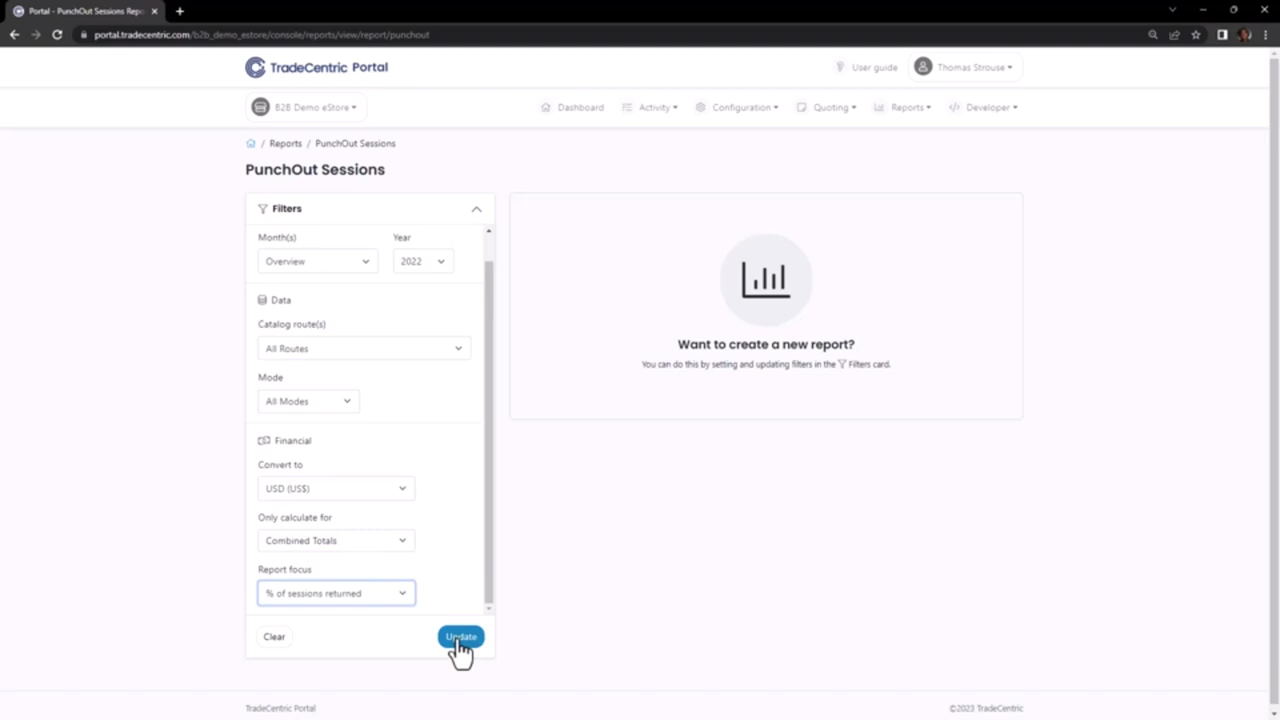 Portal - PunchOut Sessions Repo
portal.tradecentric.com/b2b_demo_estore/console/reports/view/report/punchout
TradeCentric Portal
User guide
Thomas Strouse
B2B Demo eStore
Dashboard
Activity
Configuration
Quoting
Reports
Developer
/ Reports / PunchOut Sessions
PunchOut Sessions
Filters
Month(s) Year
Overview 2022
Data
Catalog route(s)
All Routes
Mode
All Modes
Financial
Convert to
USD (US$)
Only calculate for
Combined Totals
Report focus
% of sessions returned
Clear Update
Want to create a new report?
You can do this by setting and updating filters in the Filters card.
TradeCentric Portal
©2023 TradeCentric